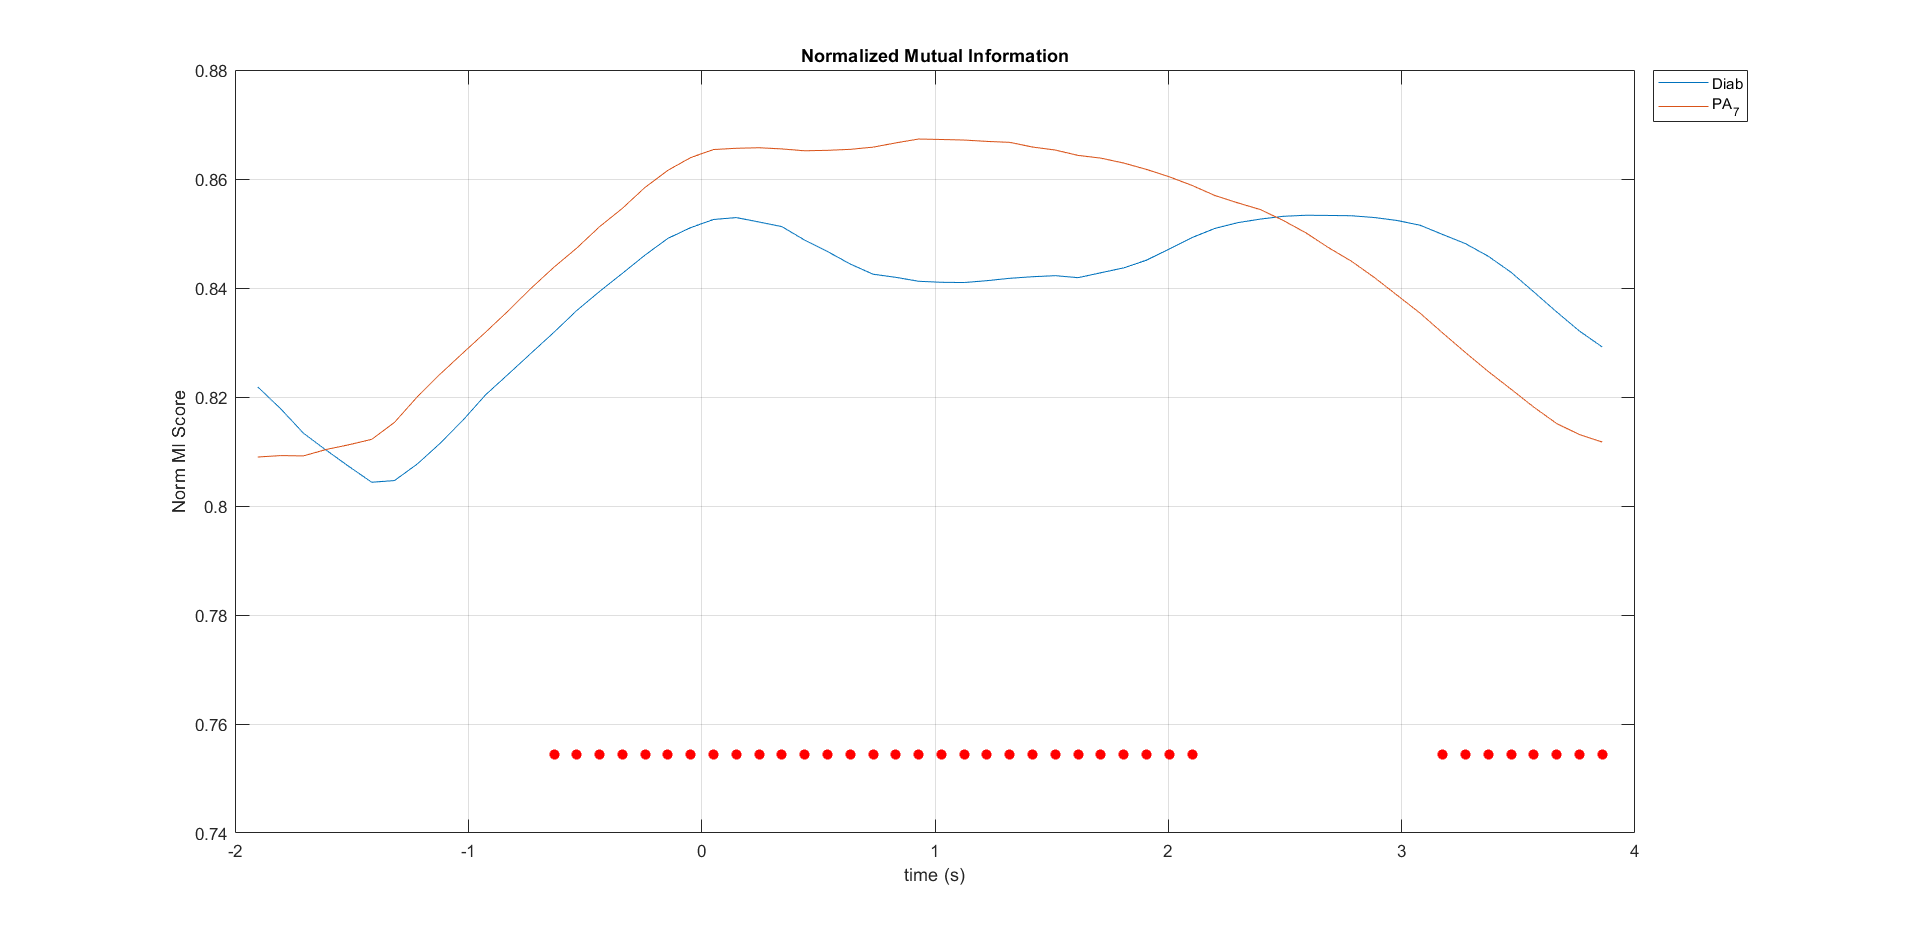 Normalized Mutual Information
0.88
0.86
0.84
0.82
0.8
0.78
0.76
0.74
Norm MI Score
-2 -1 0 1 2 3 4
time (s)
Diab
PA7